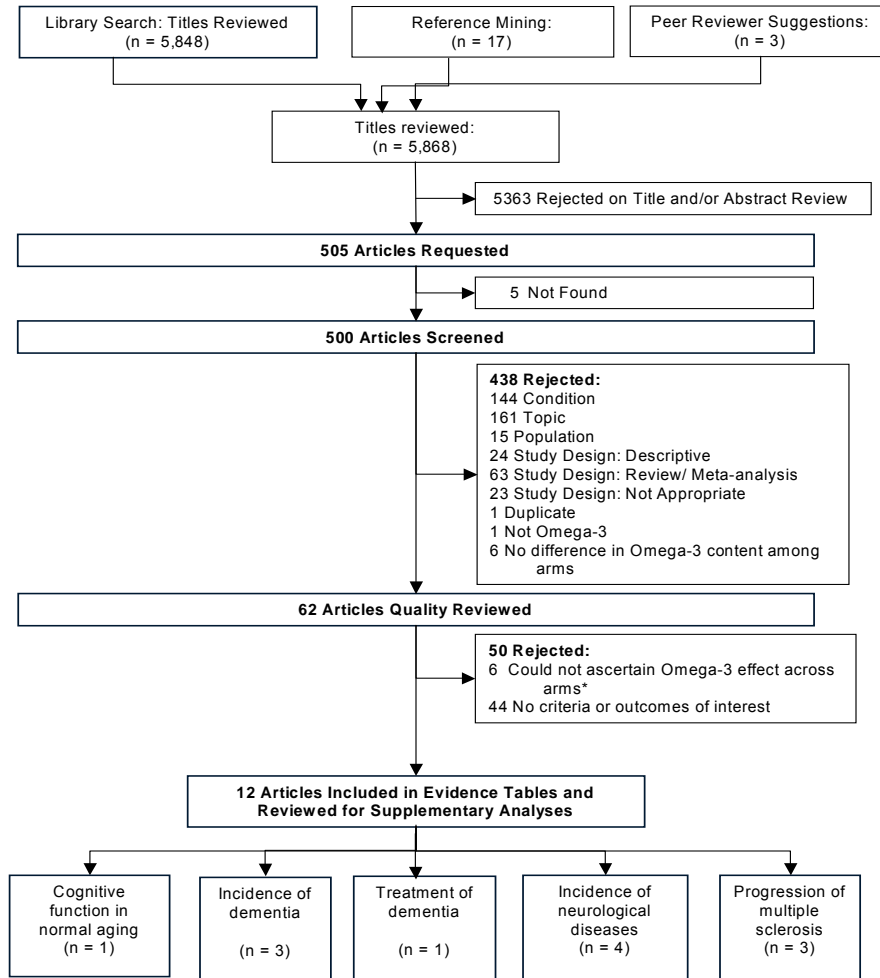 Library Search: Titles Reviewed
(n = 5,848)
Reference Mining:
(n = 17)
Peer Reviewer Suggestions:
(n = 3)
Titles reviewed:
(n = 5,868)
5363 Rejected on Title and/or Abstract Review
505 Articles Requested
5 Not Found
500 Articles Screened
438 Rejected:
144 Condition
161 Topic
15 Population
24 Study Design: Descriptive
63 Study Design: Review/ Meta-analysis
23 Study Design: Not Appropriate
1 Duplicate
1 Not Omega-3
6 No difference in Omega-3 content among
arms
62 Articles Quality Reviewed
50 Rejected:
6 Could not ascertain Omega-3 effect across
arms*
44 No criteria or outcomes of interest
12 Articles Included in Evidence Tables and
Reviewed for Supplementary Analyses
Cognitive
function in
normal aging
(n = 1)
Incidence of
dementia
(n = 3)
Treatment of
dementia
(n = 1)
Incidence of
neurological
diseases
(n = 4)
Progression of
multiple
sclerosis
(n = 3)